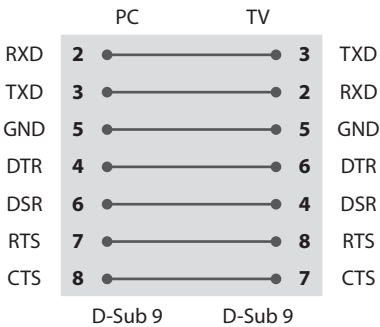 PC TV
RXD 2 3 TXD
TXD 3 2 RXD
GND 5 5 GND
DTR 4 6 DTR
DSR 6 4 DSR
RTS 7 8 RTS
CTS 8 7 CTS
D-Sub 9 D-Sub 9